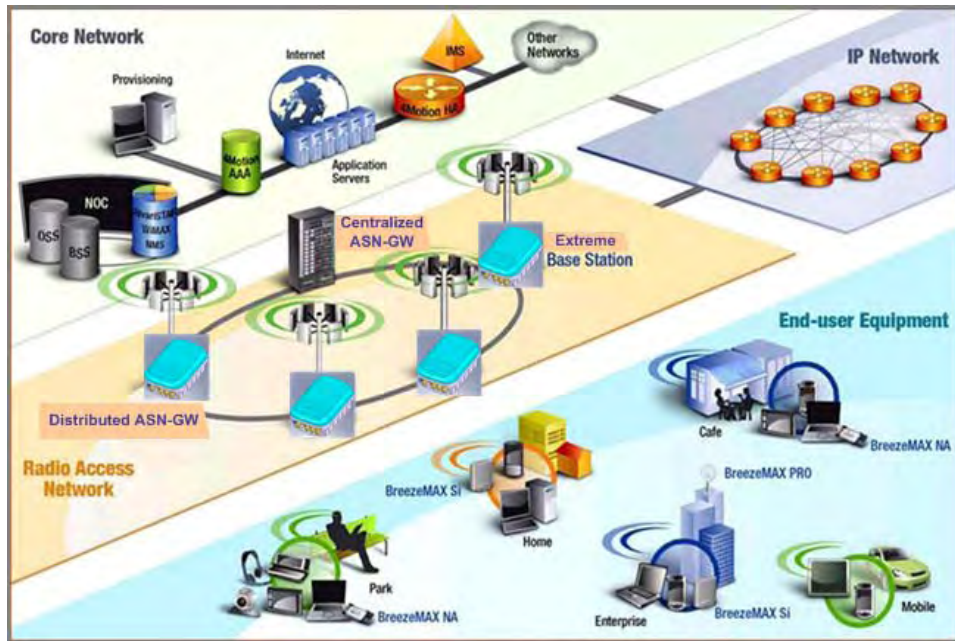 Core Network
Internet
Provisioning
IMS
Other
Networks
IP Network
4Motion HA
4Motion
AAA
Application
Servers
NOC
OSS
BSS
WiMAX
NMS
Centralized
ASN-GW
Extreme
Base Station
Distributed ASN-GW
Radio Access
Network
End-user Equipment
Cafe
BreezeMAX NA
BreezeMAX PRO
BreezeMAX Si
Home
Park
BreezeMAX NA
Enterprise
BreezeMAX Si
Mobile